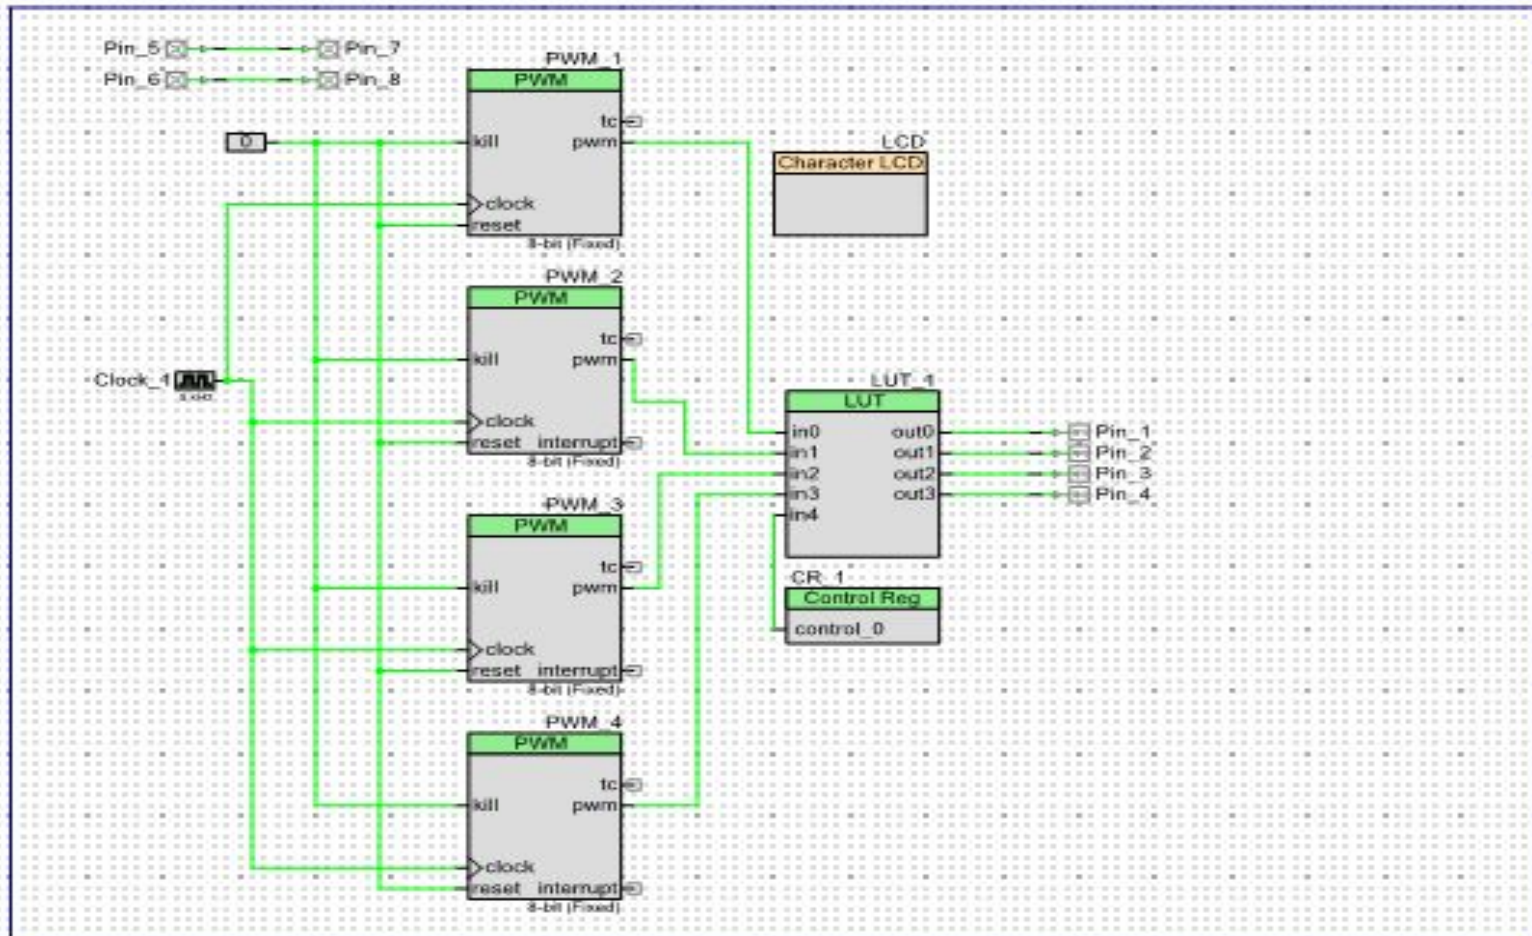 Pin_5 Pin_7
Pin_6 Pin_8
PWM_1
PWM
tc
kill pwm
clock
reset
8-bit (Fixed)
0
LCD
Character LCD
PWM_2
PWM
tc
kill pwm
clock
reset interrupt
8-bit (Fixed)
Clock_1
PWM_3
PWM
tc
kill pwm
clock
reset interrupt
8-bit (Fixed)
PWM_4
PWM
tc
kill pwm
clock
reset interrupt
8-bit (Fixed)
LUT_1
LUT
in0 out0 Pin_1
in1 out1 Pin_2
in2 out2 Pin_3
in3 out3 Pin_4
in4
CR_1
Control Reg
control_0